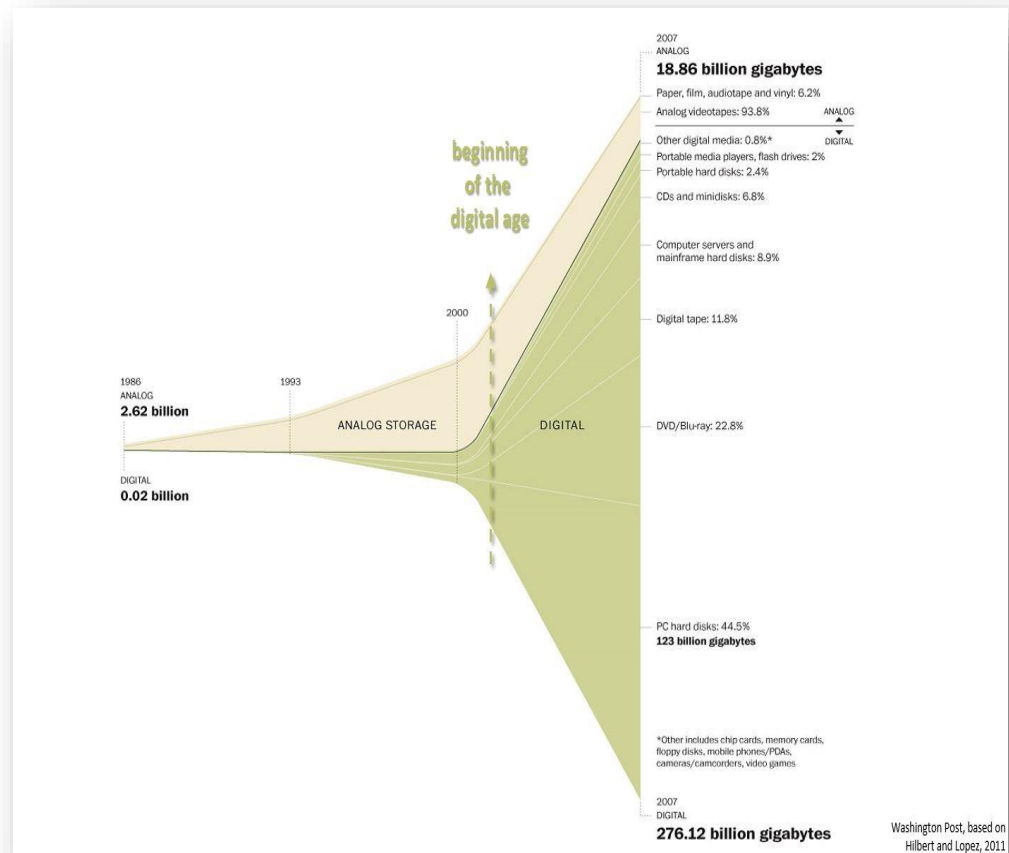 2007
ANALOG
18.86 billion gigabytes
Paper, film, audiotape and vinyl: 6.2%
Analog videotapes: 93.8%
ANALOG
DIGITAL
Other digital media: 0.8%*
Portable media players, flash drives: 2%
Portable hard disks: 2.4%
CDs and minidisks: 6.8%
Computer servers and
mainframe hard disks: 8.9%
Digital tape: 11.8%
DVD/Blu-ray: 22.8%
PC hard disks: 44.5%
123 billion gigabytes
*Other includes chip cards, memory cards,
floppy disks, mobile phones/PDAs,
cameras/camcorders, video games
2007
DIGITAL
276.12 billion gigabytes
beginning
of the
digital age
2000
1993
1986
ANALOG
2.62 billion
DIGITAL
0.02 billion
ANALOG STORAGE
DIGITAL
Washington Post, based on
Hilbert and Lopez, 2011